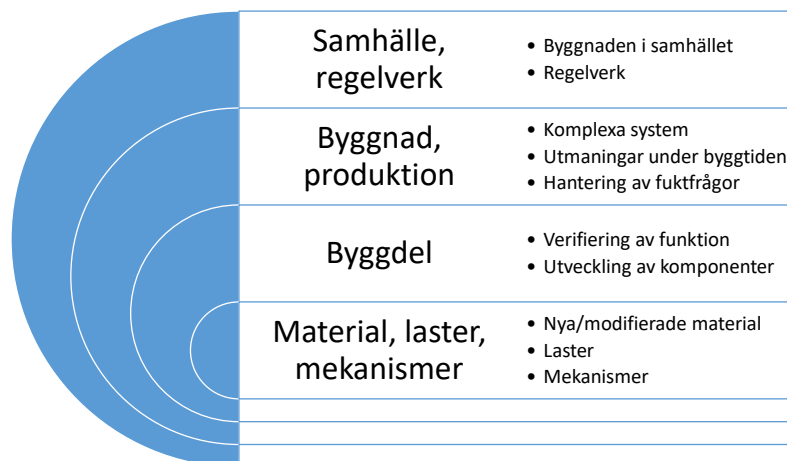 Samhälle,
regelverk
• Byggnaden i samhället
• Regelverk
Byggnad,
produktion
• Komplexa system
• Utmaningar under byggtiden
• Hantering av fuktfrågor
Byggdel
• Verifiering av funktion
• Utveckling av komponenter
Material, laster,
mekanismer
• Nya/modifierade material
• Laster
• Mekanismer